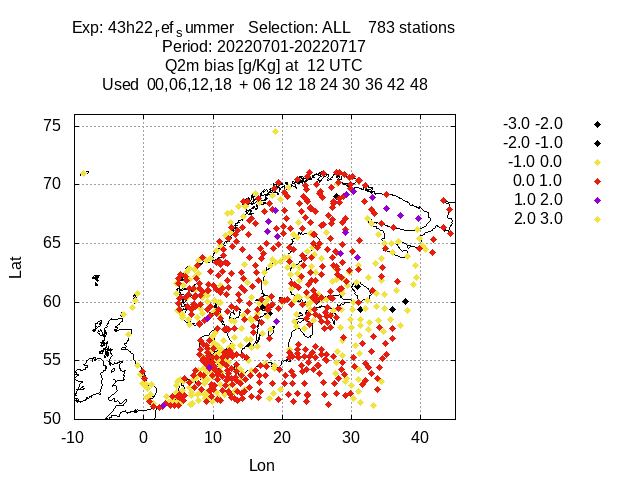 Exp: 43h22ref summer Selection: ALL 783 stations
Period: 20220701-20220717
Q2m bias [g/Kg] at 12 UTC
Used 00,06,12,18 + 06 12 18 24 30 36 42 48
-3.0 -2.0
-2.0 -1.0
-1.0 0.0
0.0 1.0
1.0 2.0
2.0 3.0
Lat
75
70
65
60
55
50
-10 0 10 20 30 40
Lon